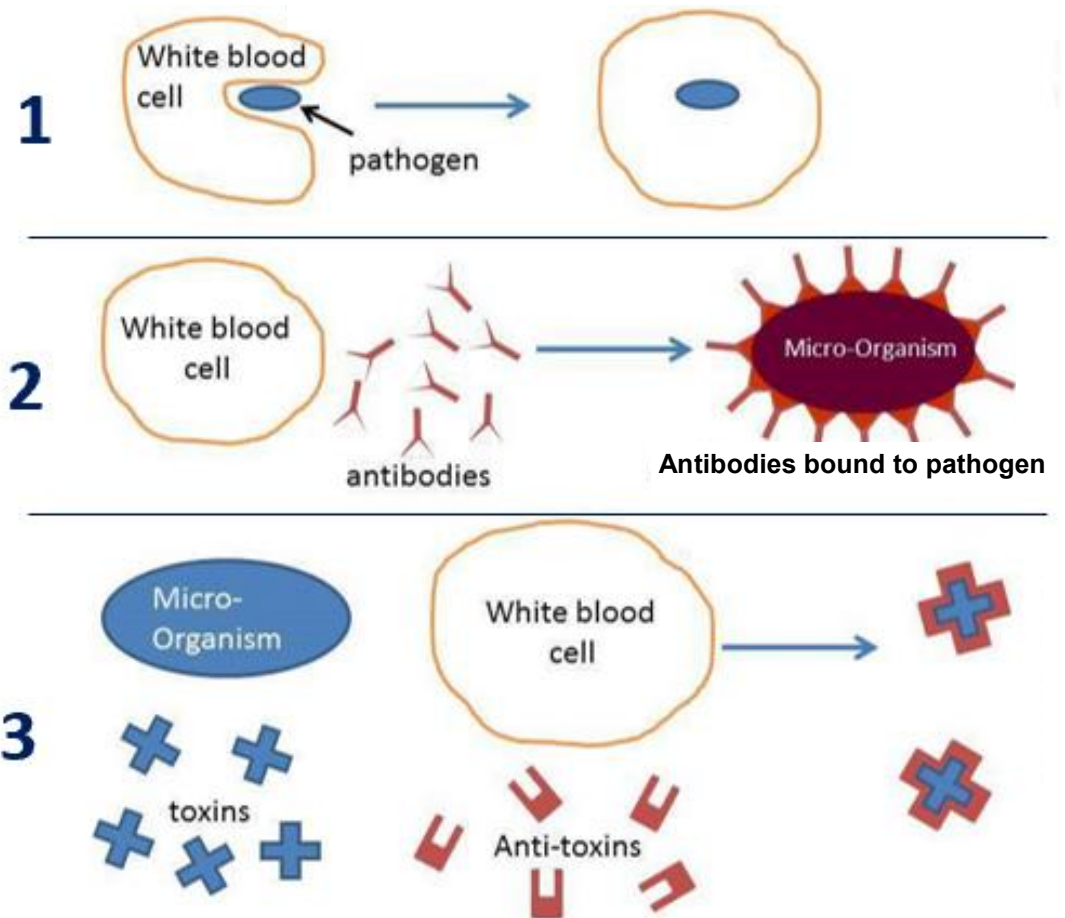 1
White blood
cell
pathogen
2
White blood
cell
antibodies
Micro-Organism
Antibodies bound to pathogen
3
Micro-
Organism
toxins
White blood
cell
Anti-toxins